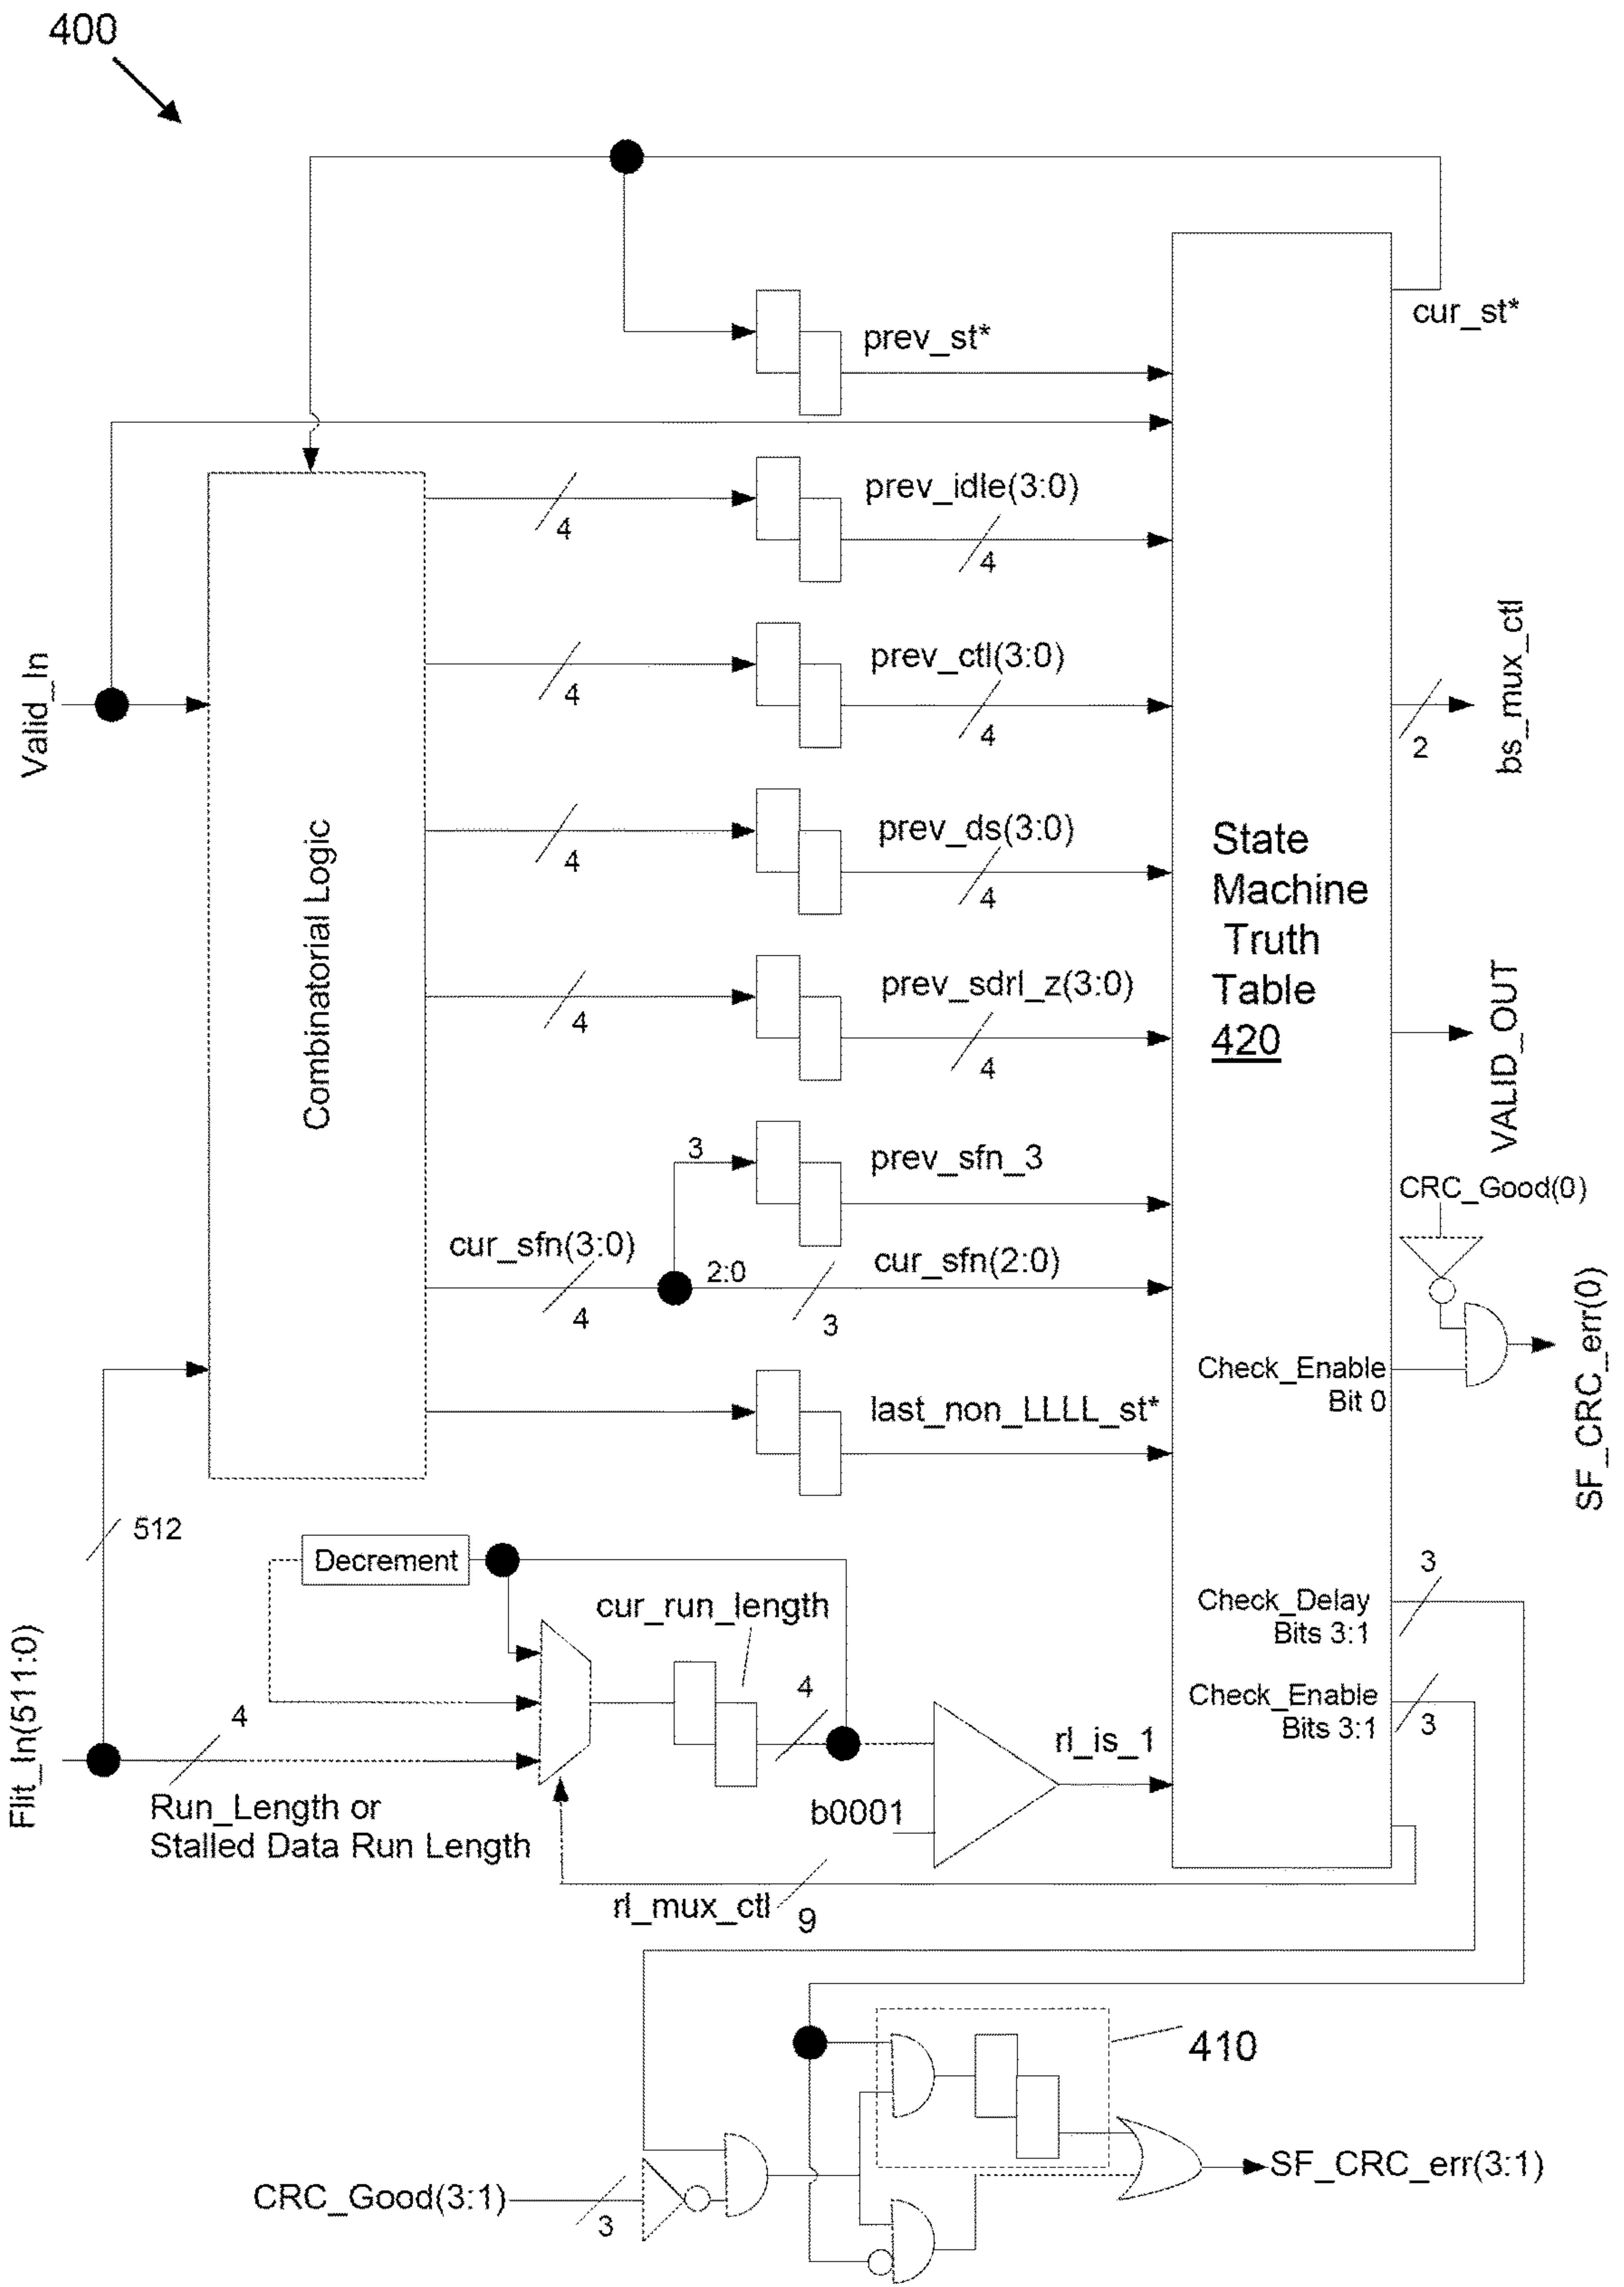 400
cur_st*
prev_st*
prev_idle(3:0)
4
4
prev_ctl(3:0)
4
4
bs_mux_ctl
2
Valid_In
prev_ds(3:0)
4
4
Combinatorial Logic
State
Machine
Truth
Table
420
prev_sdrl_z(3:0)
4
4
VALID_OUT
3
prev_sfn_3
CRC_Good(0)
cur_sfn(3:0)
4
2:0
cur_sfn(2:0)
3
SF_CRC_err(0)
Check_Enable
Bit 0
last_non_LLLL_st*
512
Decrement
cur_run_length
Check_Delay
Bits 3:1
3
Check_Enable
Bits 3:1
3
Flit_In(511:0)
4
4
rl_is_1
Run_Length or
Stalled Data Run Length
b0001
rl_mux_ctl
9
410
CRC_Good(3:1)
3
SF_CRC_err(3:1)